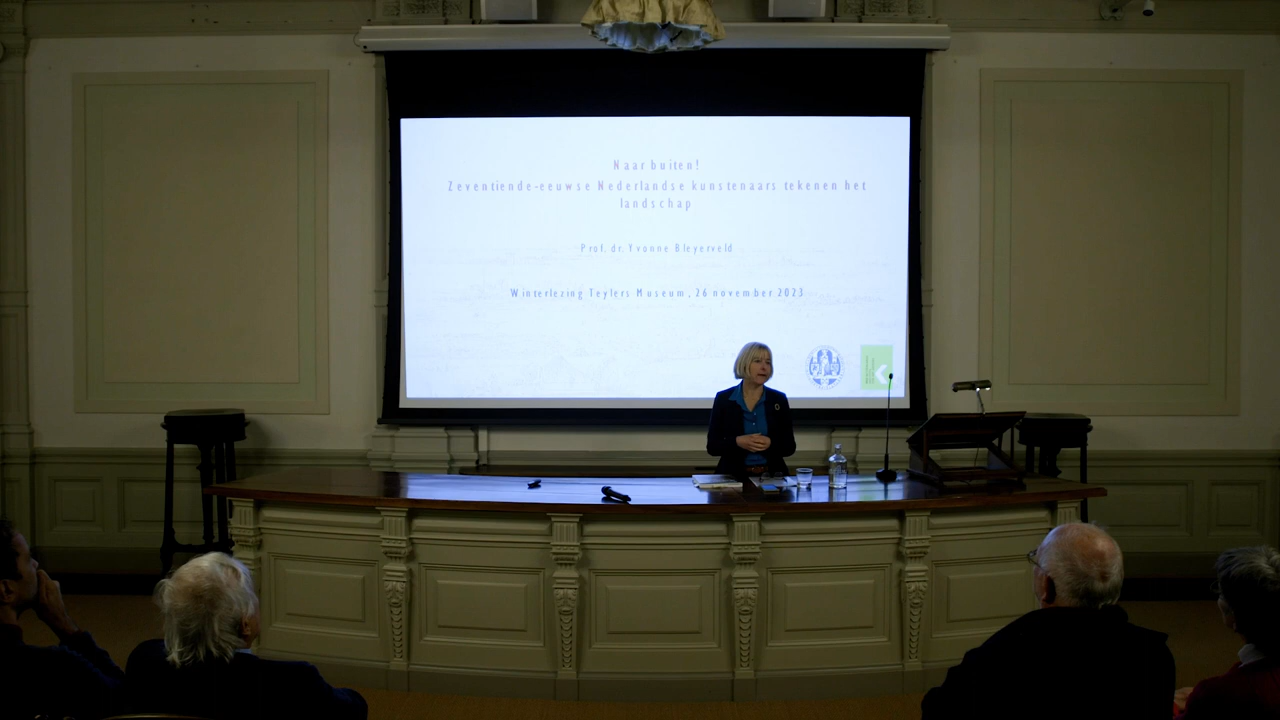 Naar buiten!
Zeventiende-eeuwse Nederlandse kunstenaars tekenen het
landschap
Prof. dr. Yvonne Bleyerveld
Winterlezing Teylers Museum, 26 november 2023